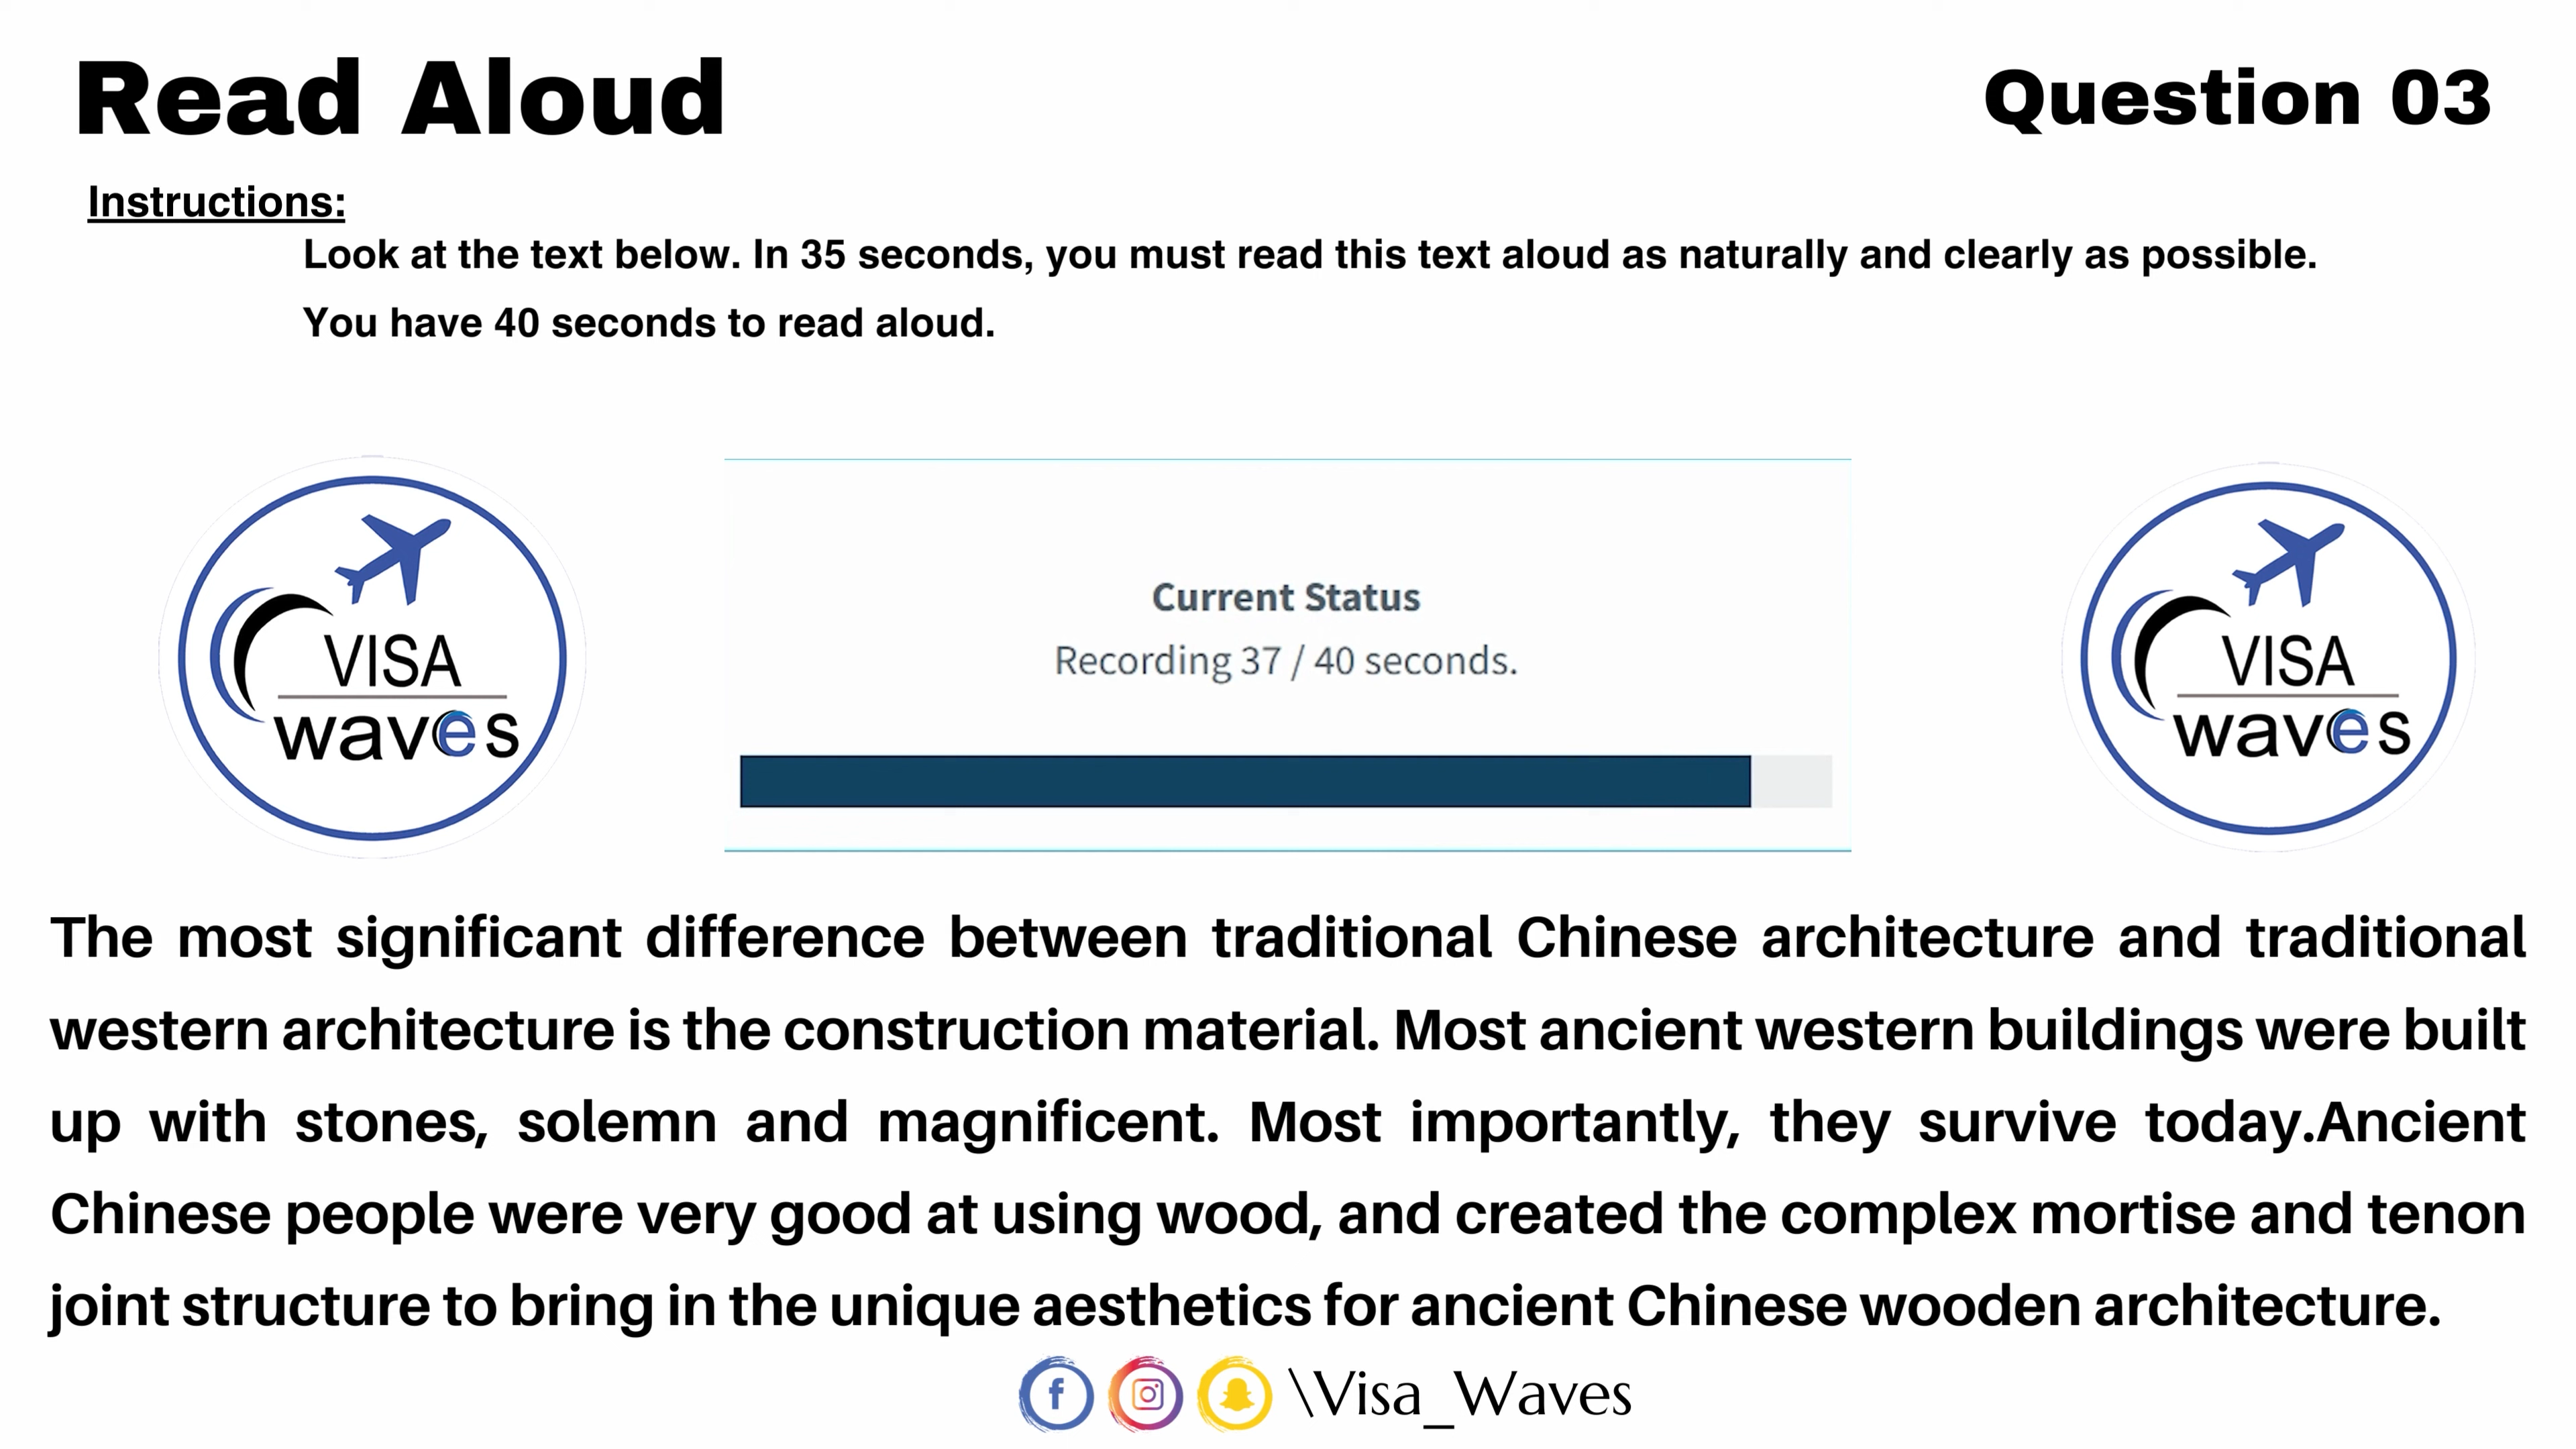 Read Aloud
Question 03
Instructions:
Look at the text below. In 35 seconds, you must read this text aloud as naturally and clearly as possible.
You have 40 seconds to read aloud.
VISA
waves
Current Status
Recording 37 / 40 seconds.
VISA
waves
The most significant difference between traditional Chinese architecture and traditional
western architecture is the construction material. Most ancient western buildings were built
up with stones, solemn and magnificent. Most importantly, they survive today.Ancient
Chinese people were very good at using wood, and created the complex mortise and tenon
joint structure to bring in the unique aesthetics for ancient Chinese wooden architecture.
\Visa_Waves